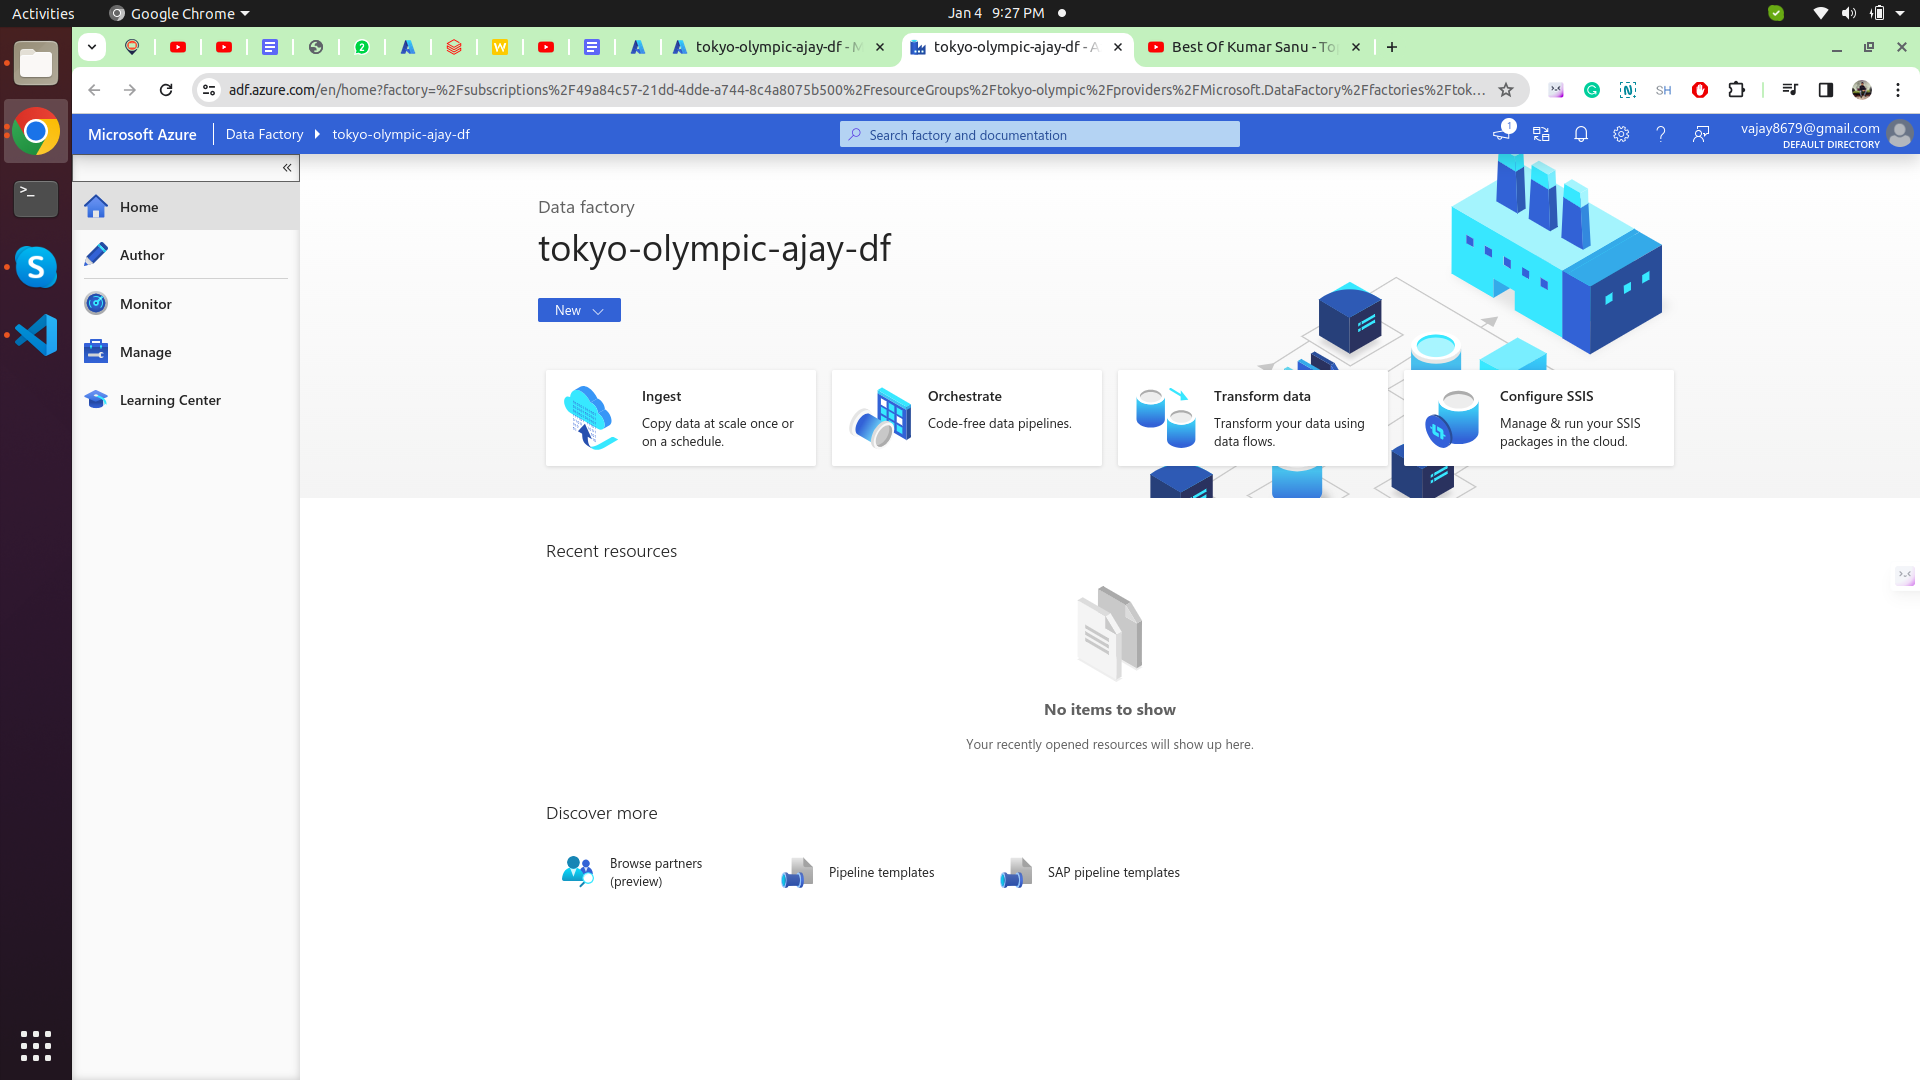 Activities
Google Chrome
Jan 4 9:27 PM
2
W
tokyo-olympic-ajay-df - M
tokyo-olympic-ajay-df - A
Best Of Kumar Sanu - To
adf.azure.com/en/home?factory=%2Fsubscriptions%2F49a84c57-21dd-4dde-a744-8c4a8075b500%2FresourceGroups%2Ftokyo-olympic%2Fproviders%2FMicrosoft.DataFactory%2Ffactories%2Ftok...
SH
Microsoft Azure
Data Factory
tokyo-olympic-ajay-df
Search factory and documentation
1
vajay8679@gmail.com
DEFAULT DIRECTORY
Home
Author
Monitor
Manage
Learning Center
Data factory
tokyo-olympic-ajay-df
New
Ingest
Copy data at scale once or
on a schedule.
Orchestrate
Code-free data pipelines.
Transform data
Transform your data using
data flows.
Configure SSIS
Manage & run your SSIS
packages in the cloud.
Recent resources
No items to show
Your recently opened resources will show up here.
Discover more
Browse partners
(preview)
Pipeline templates
SAP pipeline templates